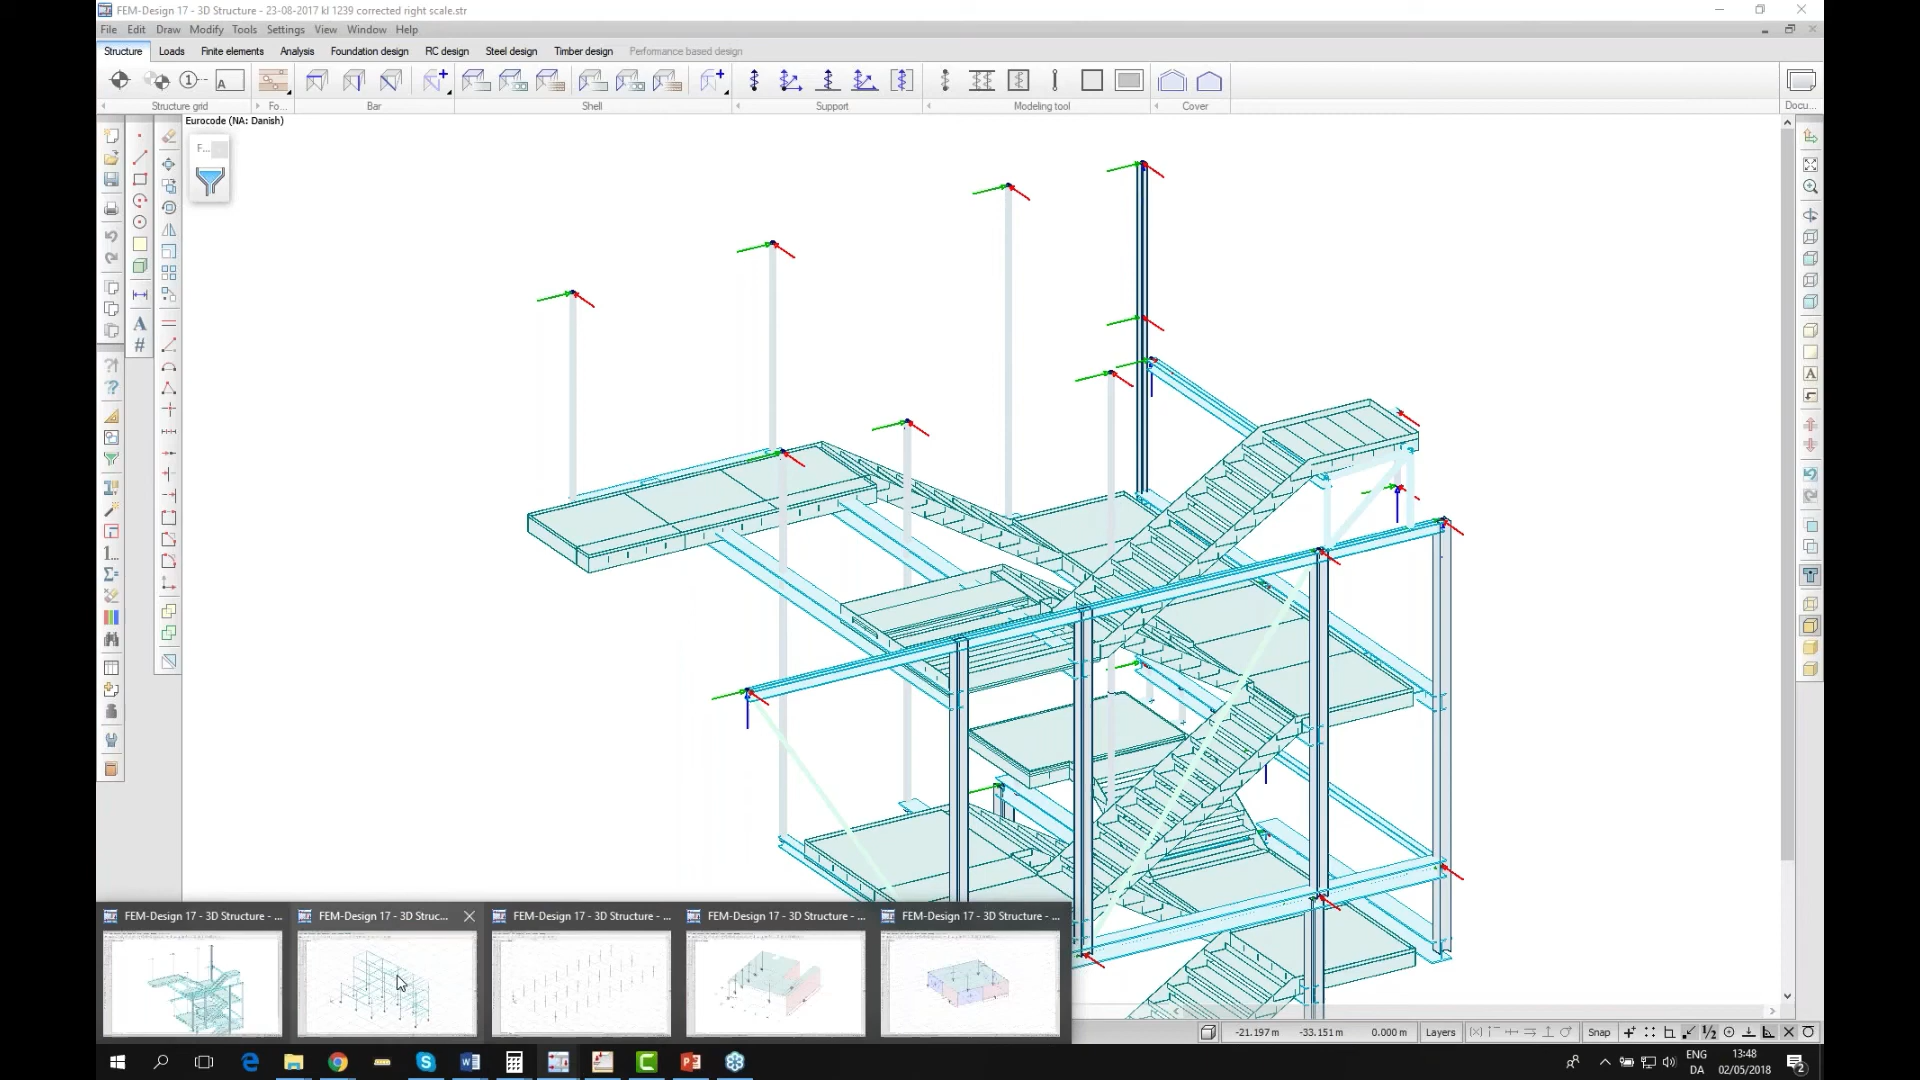 FEM-Design 17 - 3D Structure - 23-08-2017 kl 1239 corrected right scale.str
File Edit Draw Modify Tools Settings View Window Help
Structure Loads Finite elements Analysis Foundation design RC design Steel design Timber design Performance based design
Structure grid Fo... Bar Shell Support Modeling tool Cover Docu...
Eurocode (NA: Danish)
F...
FEM-Design 17 - 3D Structure - ...
FEM-Design 17 - 3D Struc...
FEM-Design 17 - 3D Structure - ...
FEM-Design 17 - 3D Structure - ...
FEM-Design 17 - 3D Structure - ...
-21.197 m -33.151 m 0.000 m Layers Snap
ENG 13:48
DA 02/05/2018
2